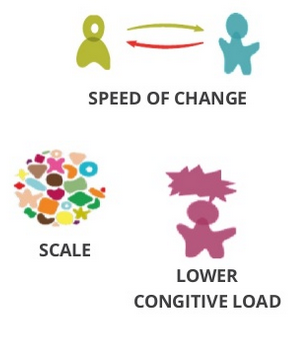 SPEED OF CHANGE
SCALE
LOWER
CONGITIVE LOAD